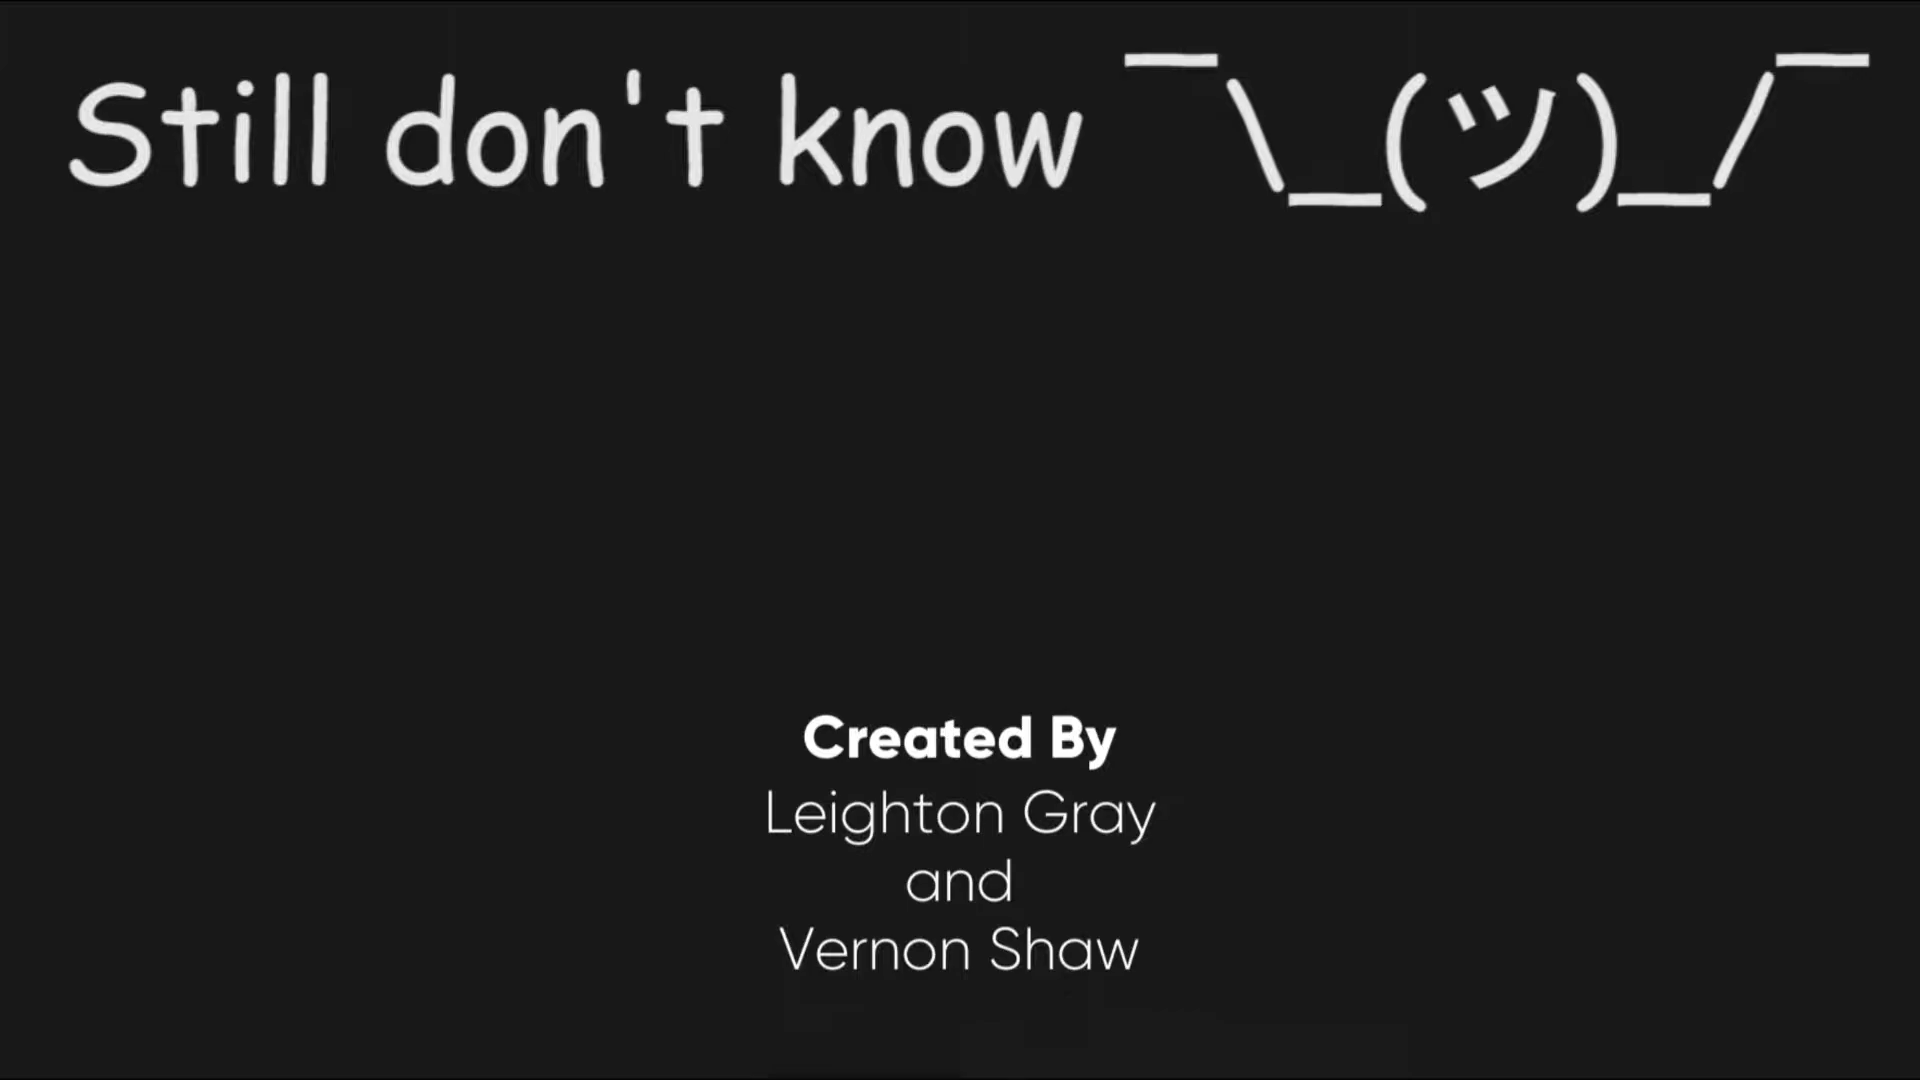 Still don't know ¯\_(ツ)_/¯
Created By
Leighton Gray
and
Vernon Shaw